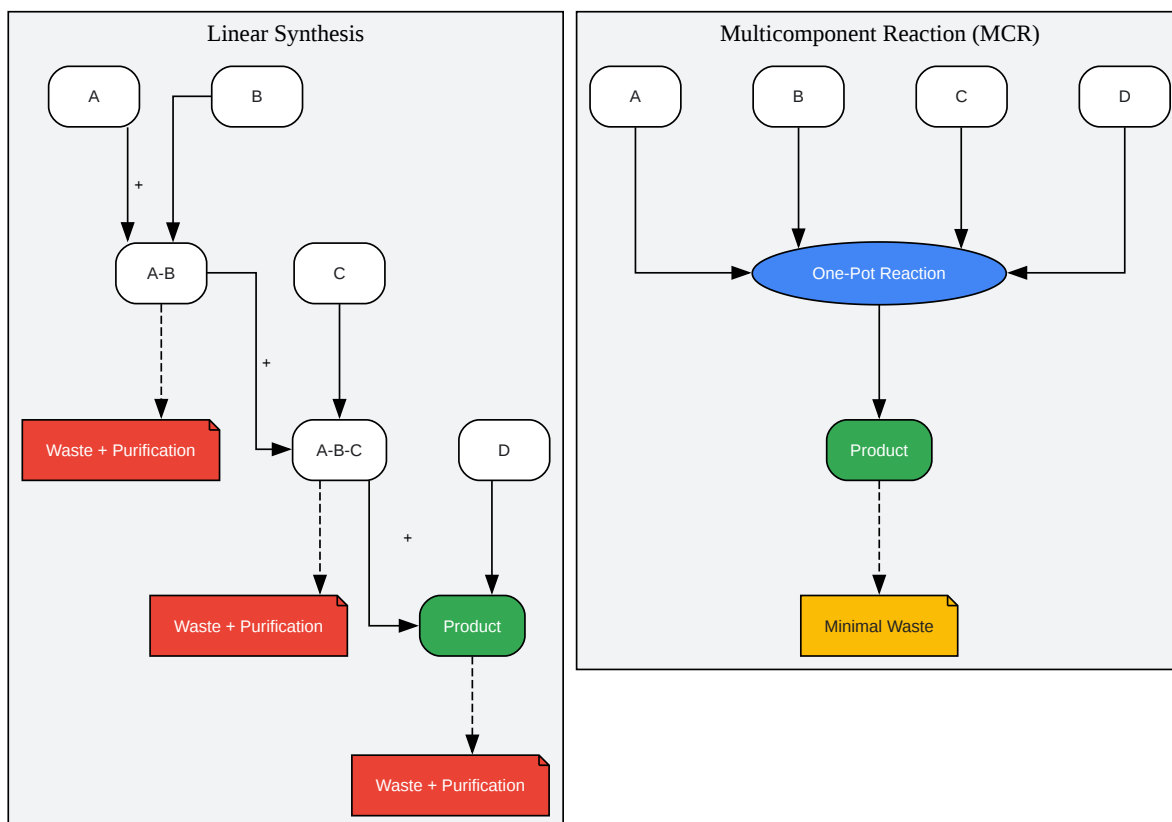 Linear Synthesis
A
B
+
A-B
C
+
Waste + Purification
A-B-C
D
+
Waste + Purification
Product
Waste + Purification
Multicomponent Reaction (MCR)
A
B
C
D
One-Pot Reaction
Product
Minimal Waste